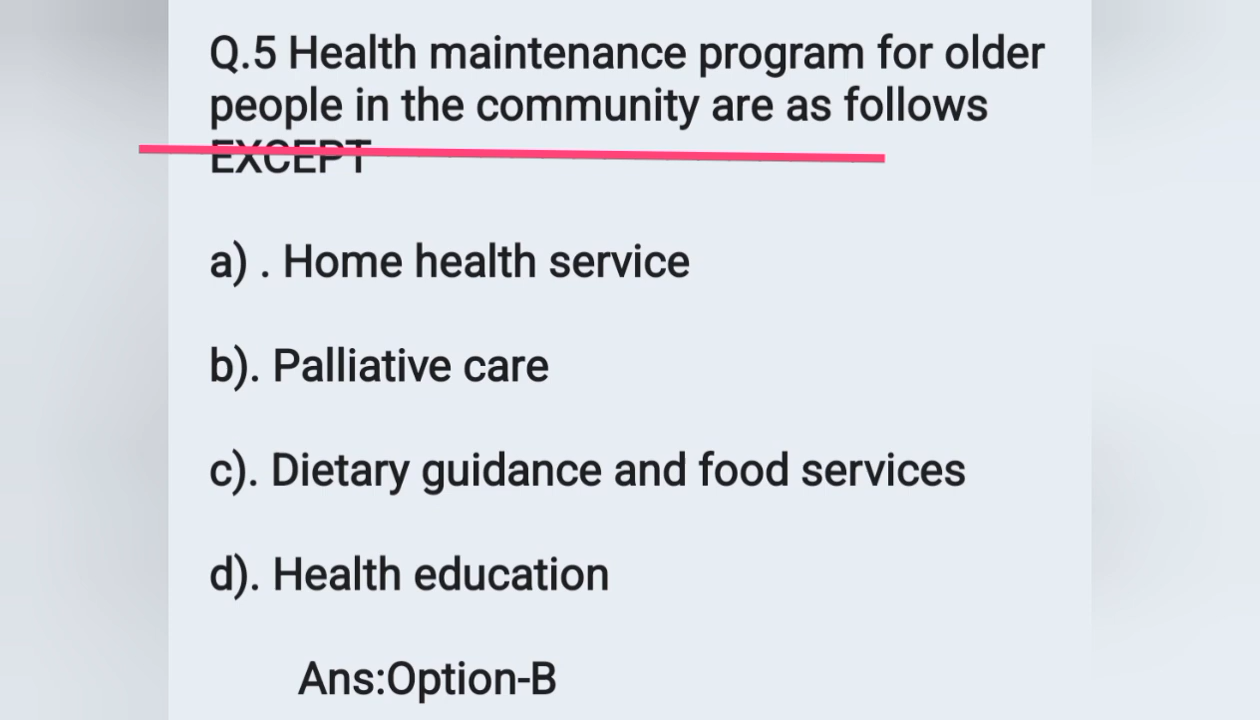 Q.5 Health maintenance program for older
people in the community are as follows
EXCEPT
a) . Home health service
b). Palliative care
c). Dietary guidance and food services
d). Health education
Ans:Option-B